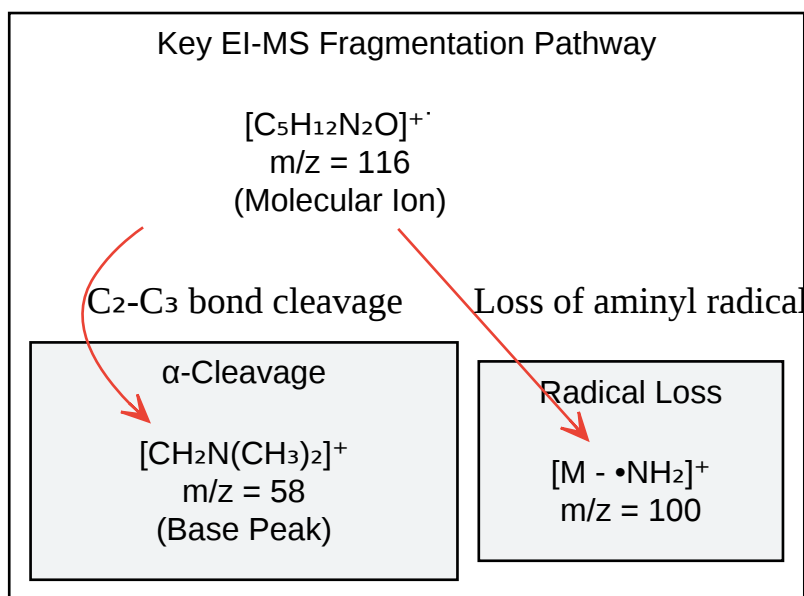 Key EI-MS Fragmentation Pathway
[C₅H₁₂N₂O]⁺˙
m/z = 116
(Molecular Ion)
C₂-C₃ bond cleavage
Loss of aminyl radical
α-Cleavage
[CH₂N(CH₃)₂]⁺
m/z = 58
(Base Peak)
Radical Loss
[M - •NH₂]⁺
m/z = 100